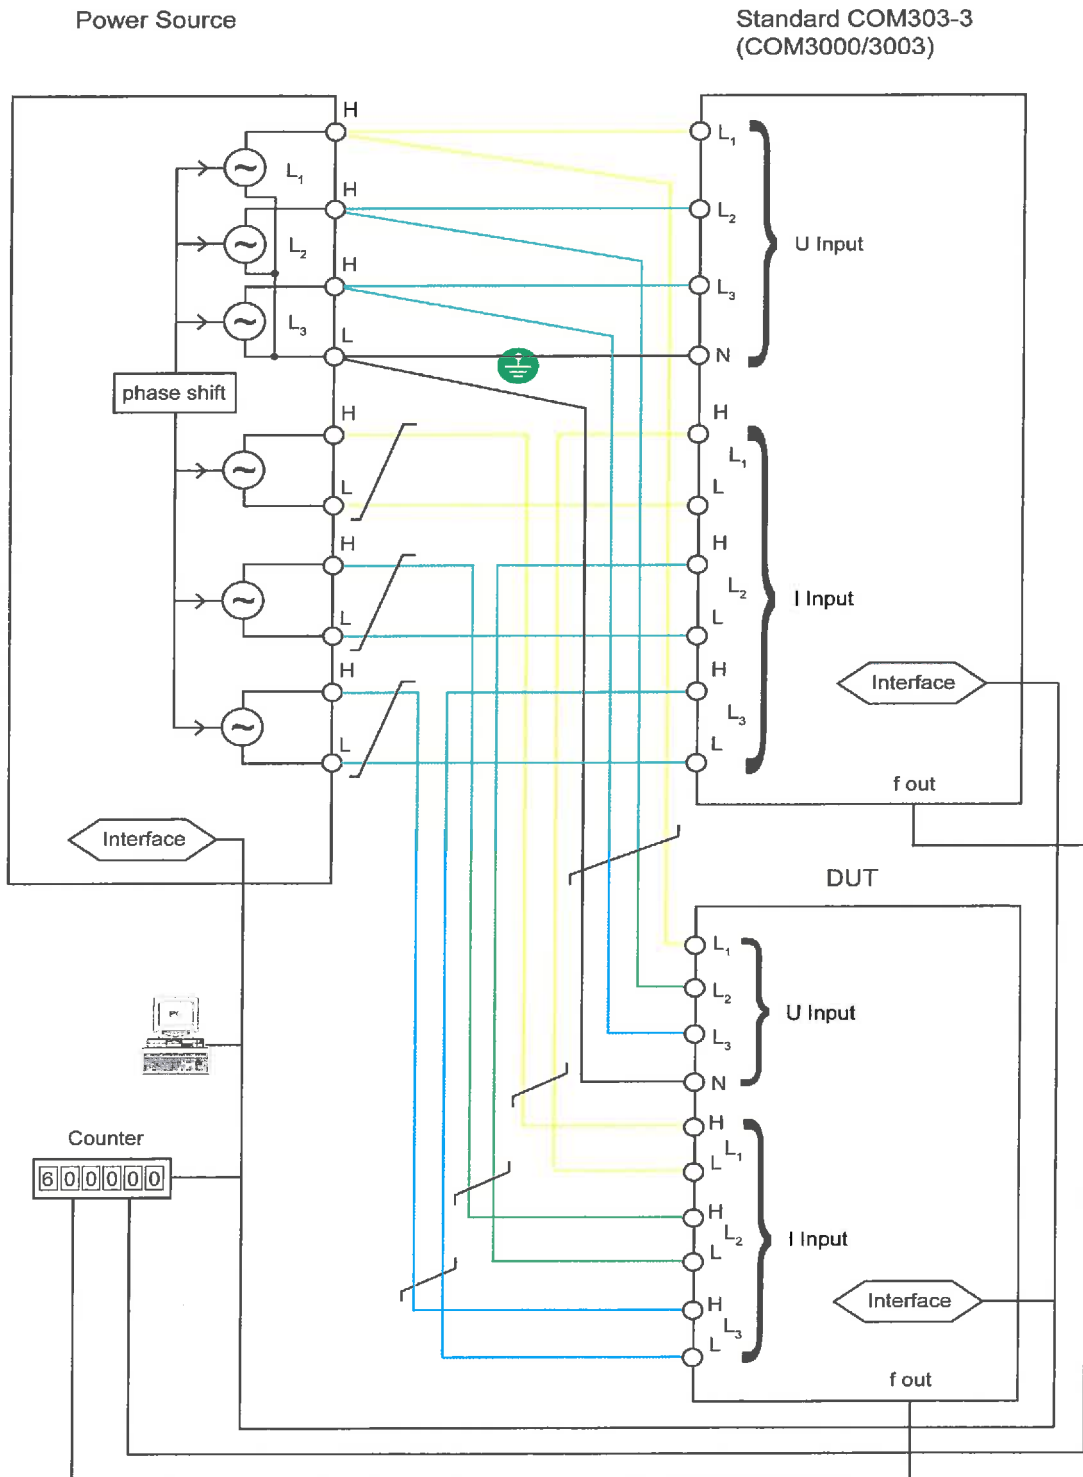 Power Source
Standard COM303-3
(COM3000/3003)
H
L1
H
L2
H
L3
L
phase shift
H
L
H
L
H
L
Interface
L1
L2
L3
N
U Input
H
L1
L
H
L2
L
H
L3
L
I Input
Interface
f out
DUT
L1
L2
L3
N
U Input
H
L1
L
H
L2
L
H
L3
L
I Input
Interface
f out
Counter
600000